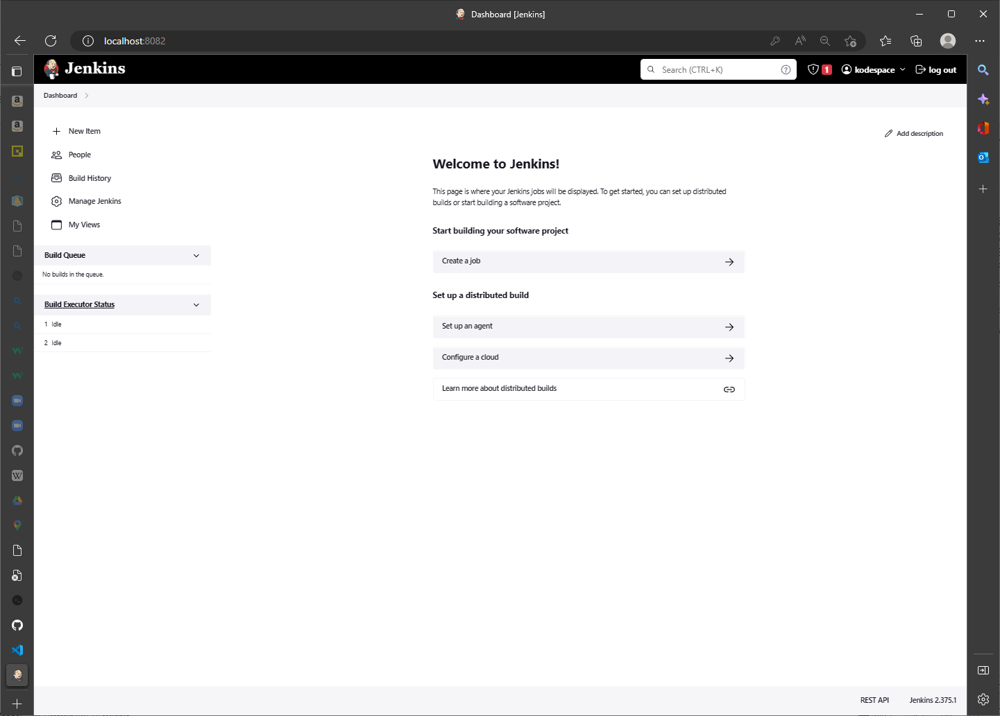 Dashboard [Jenkins]
localhost:8082
Jenkins
Search (CTRL+K)
1
kodespace
log out
Dashboard
New Item
People
Build History
Manage Jenkins
My Views
Build Queue
No builds in the queue.
Build Executor Status
1 Idle
2 Idle
Add description
Welcome to Jenkins!
This page is where your Jenkins jobs will be displayed. To get started, you can set up distributed
builds or start building a software project.
Start building your software project
Create a job
Set up a distributed build
Set up an agent
Configure a cloud
Learn more about distributed builds
REST API
Jenkins 2.375.1